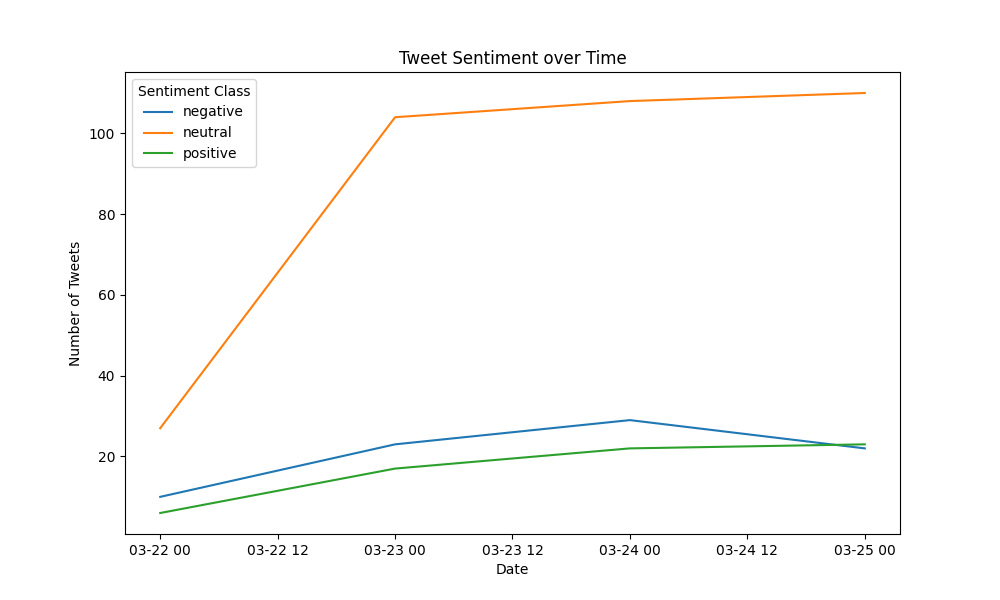 Tweet Sentiment over Time
Sentiment Class
negative
neutral
positive
Number of Tweets
100
80
60
40
20
03-22 00 03-22 12 03-23 00 03-23 12 03-24 00 03-24 12 03-25 00
Date